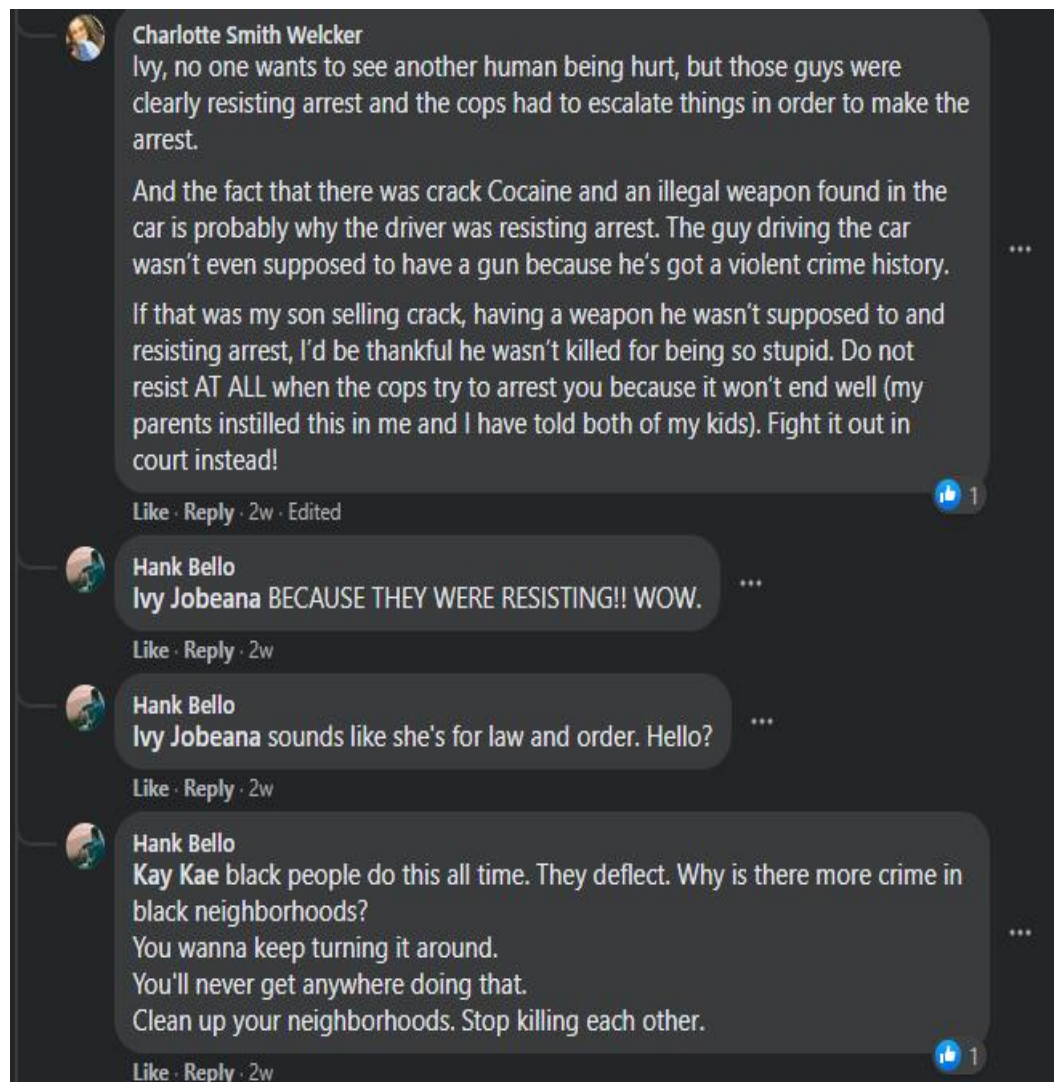 Charlotte Smith Welcker
Ivy, no one wants to see another human being hurt, but those guys were
clearly resisting arrest and the cops had to escalate things in order to make the
arrest.
And the fact that there was crack Cocaine and an illegal weapon found in the
car is probably why the driver was resisting arrest. The guy driving the car
wasn't even supposed to have a gun because he's got a violent crime history.
If that was my son selling crack, having a weapon he wasn't supposed to and
resisting arrest, I'd be thankful he wasn't killed for being so stupid. Do not
resist AT ALL when the cops try to arrest you because it won't end well (my
parents instilled this in me and I have told both of my kids). Fight it out in
court instead!
1
Like · Reply · 2w · Edited
Hank Bello
Ivy Jobeana BECAUSE THEY WERE RESISTING!! WOW.
Like · Reply · 2w
Hank Bello
Ivy Jobeana sounds like she's for law and order. Hello?
Like · Reply · 2w
Hank Bello
Kay Kae black people do this all time. They deflect. Why is there more crime in
black neighborhoods?
You wanna keep turning it around.
You'll never get anywhere doing that.
Clean up your neighborhoods. Stop killing each other.
1
Like · Reply · 2w